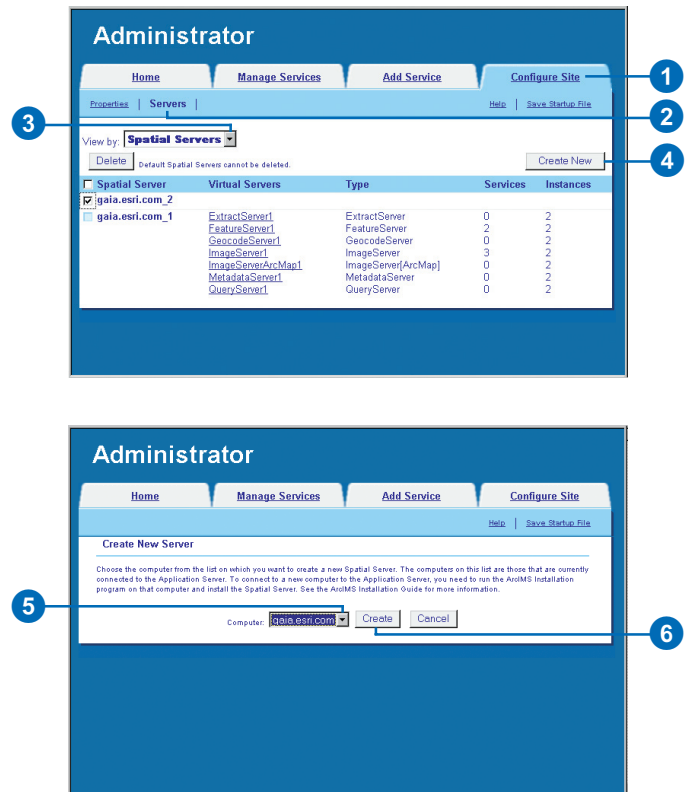 Administrator
Home Manage Services Add Service Configure Site
1
Properties | Servers | Help | Save Startup File
2
3
View by: Spatial Servers
Delete Default Spatial Servers cannot be deleted. Create New
4
Spatial Server Virtual Servers Type Services Instances
gaia.esri.com_2
gaia.esri.com_1 ExtractServer1 ExtractServer 0 2
FeatureServer1 FeatureServer 2 2
GeocodeServer1 GeocodeServer 0 2
ImageServer1 ImageServer 3 2
ImageServerArcMap1 ImageServer[ArcMap] 0 2
MetadataServer1 MetadataServer 0 2
QueryServer1 QueryServer 0 2
Administrator
Home Manage Services Add Service Configure Site
Help | Save Startup File
Create New Server
Choose the computer from the list on which you want to create a new Spatial Server. The computers on this list are those that are currently
connected to the Application Server. To connect to a new computer to the Application Server, you need to run the ArcIMS Installation
program on that computer and install the Spatial Server. See the ArcIMS Installation Guide for more information.
5
Computer: gaia.esri.com Create Cancel
6